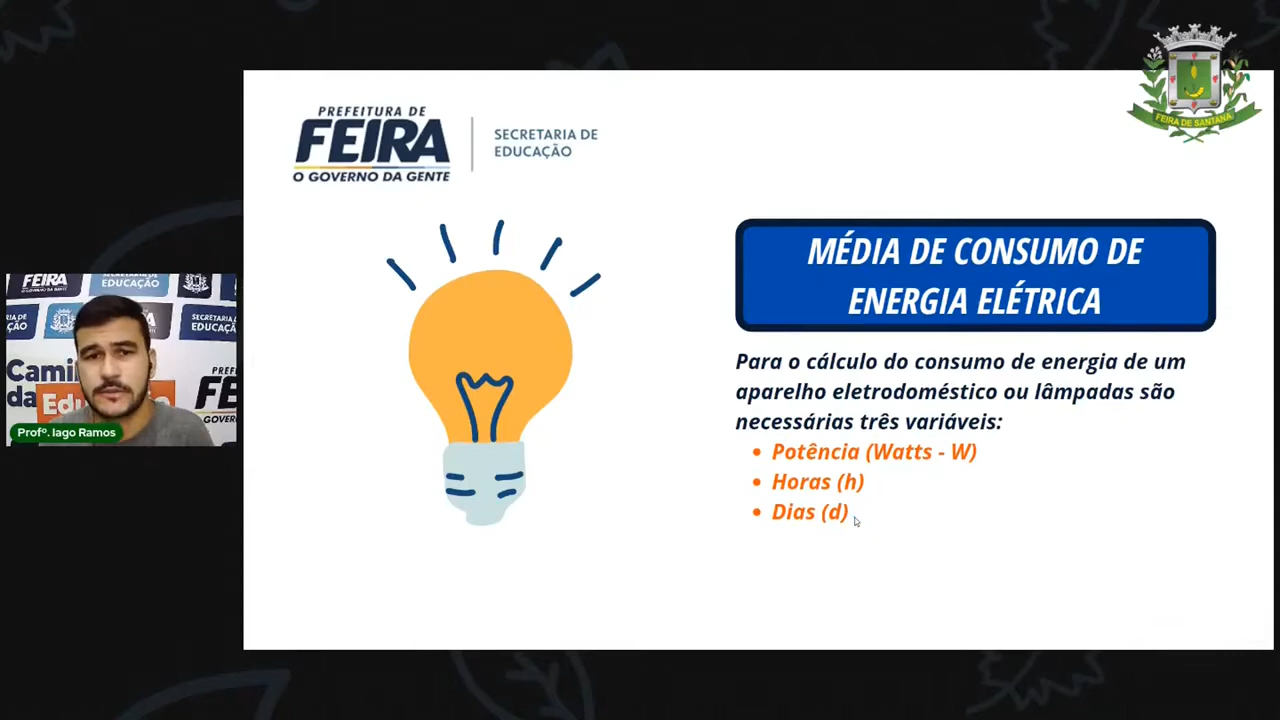 PREFEITURA DE
FEIRA
O GOVERNO DA GENTE
SECRETARIA DE
EDUCAÇÃO
FEIRA DE SANTANA
MÉDIA DE CONSUMO DE
ENERGIA ELÉTRICA
Para o cálculo do consumo de energia de um
aparelho eletrodoméstico ou lâmpadas são
necessárias três variáveis:
• Potência (Watts - W)
• Horas (h)
• Dias (d)
FEIRA
SECRETARIA DE
EDUCAÇÃO
SECRETARIA
EDUCAÇ
Profº. Iago Ramos